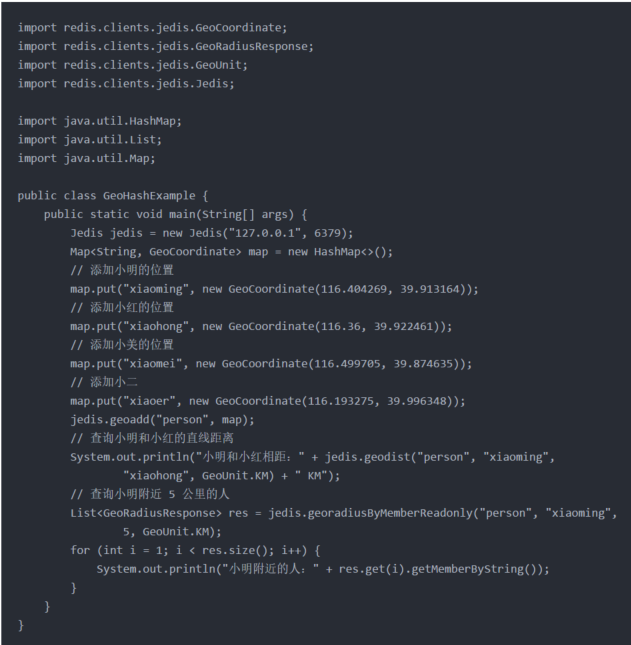 import redis.clients.jedis.GeoCoordinate;
import redis.clients.jedis.GeoRadiusResponse;
import redis.clients.jedis.GeoUnit;
import redis.clients.jedis.Jedis;

import java.util.HashMap;
import java.util.List;
import java.util.Map;

public class GeoHashExample {
    public static void main(String[] args) {
        Jedis jedis = new Jedis("127.0.0.1", 6379);
        Map<String, GeoCoordinate> map = new HashMap<>();
        // 添加小明的位置
        map.put("xiaoming", new GeoCoordinate(116.404269, 39.913164));
        // 添加小红的位置
        map.put("xiaohong", new GeoCoordinate(116.36, 39.922461));
        // 添加小美的位置
        map.put("xiaomei", new GeoCoordinate(116.499705, 39.874635));
        // 添加小二
        map.put("xiaoer", new GeoCoordinate(116.193275, 39.996348));
        jedis.geoadd("person", map);
        // 查询小明和小红的直线距离
        System.out.println("小明和小红相距：" + jedis.geodist("person", "xiaoming",
                "xiaohong", GeoUnit.KM) + " KM");
        // 查询小明附近 5 公里的人
        List<GeoRadiusResponse> res = jedis.georadiusByMemberReadonly("person", "xiaoming",
                5, GeoUnit.KM);
        for (int i = 1; i < res.size(); i++) {
            System.out.println("小明附近的人：" + res.get(i).getMemberByString());
        }
    }
}